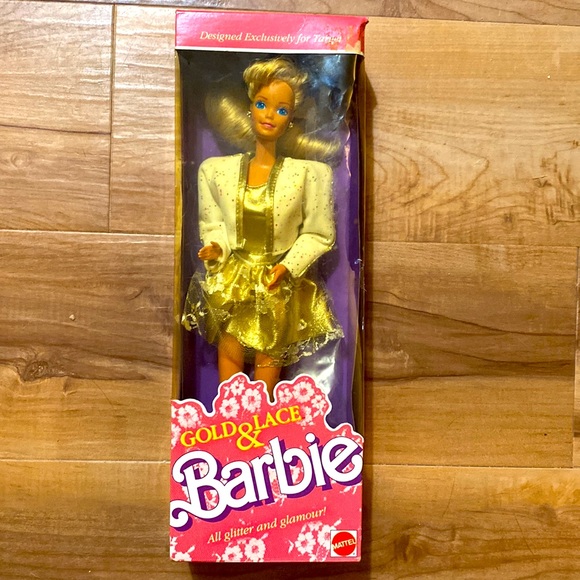 Designed Exclusively for Target
GOLD & LACE
Barbie
All glitter and glamour!
MATTEL